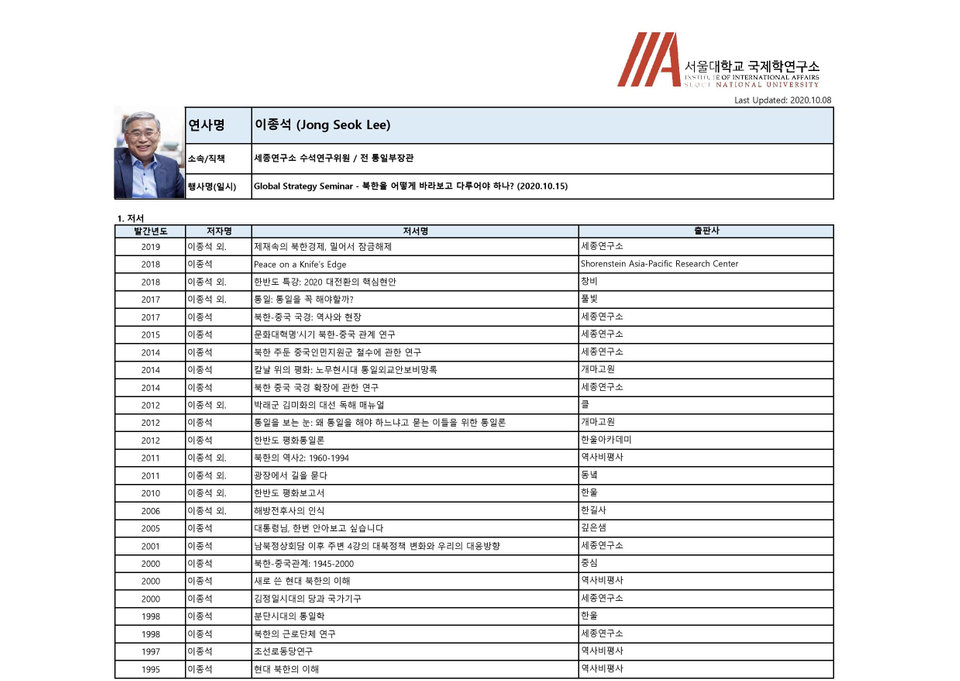 서울대학교 국제학연구소
INSTITUTE OF INTERNATIONAL AFFAIRS
SEOUL NATIONAL UNIVERSITY
Last Updated: 2020.10.08
연사명 이종석 (Jong Seok Lee)
소속/직책 세종연구소 수석연구위원 / 전 통일부장관
행사명(일시) Global Strategy Seminar - 북한을 어떻게 바라보고 다루어야 하나? (2020.10.15)
1. 저서
발간년도 저자명 저서명 출판사
2019 이종석 외. 제재속의 북한경제, 밀어서 잠금해제 세종연구소
2018 이종석 Peace on a Knife's Edge Shorenstein Asia-Pacific Research Center
2018 이종석 외. 한반도 특강: 2020 대전환의 핵심현안 창비
2017 이종석 외. 통일: 통일을 꼭 해야할까? 풀빛
2017 이종석 북한-중국 국경: 역사와 현장 세종연구소
2015 이종석 문화대혁명'시기 북한-중국 관계 연구 세종연구소
2014 이종석 북한 주둔 중국인민지원군 철수에 관한 연구 세종연구소
2014 이종석 칼날 위의 평화: 노무현시대 통일외교안보비망록 개마고원
2014 이종석 북한 중국 국경 확장에 관한 연구 세종연구소
2012 이종석 외. 박래군 김미화의 대선 독해 매뉴얼 클
2012 이종석 통일을 보는 눈: 왜 통일을 해야 하느냐고 묻는 이들을 위한 통일론 개마고원
2012 이종석 한반도 평화통일론 한울아카데미
2011 이종석 외. 북한의 역사2: 1960-1994 역사비평사
2011 이종석 외. 광장에서 길을 묻다 동녘
2010 이종석 외. 한반도 평화보고서 한울
2006 이종석 외. 해방전후사의 인식 한길사
2005 이종석 대통령님, 한번 안아보고 싶습니다 깊은샘
2001 이종석 남북정상회담 이후 주변 4강의 대북정책 변화와 우리의 대응방향 세종연구소
2000 이종석 북한-중국관계: 1945-2000 중심
2000 이종석 새로 쓴 현대 북한의 이해 역사비평사
2000 이종석 김정일시대의 당과 국가기구 세종연구소
1998 이종석 분단시대의 통일학 한울
1998 이종석 북한의 근로단체 연구 세종연구소
1997 이종석 조선로동당연구 역사비평사
1995 이종석 현대 북한의 이해 역사비평사